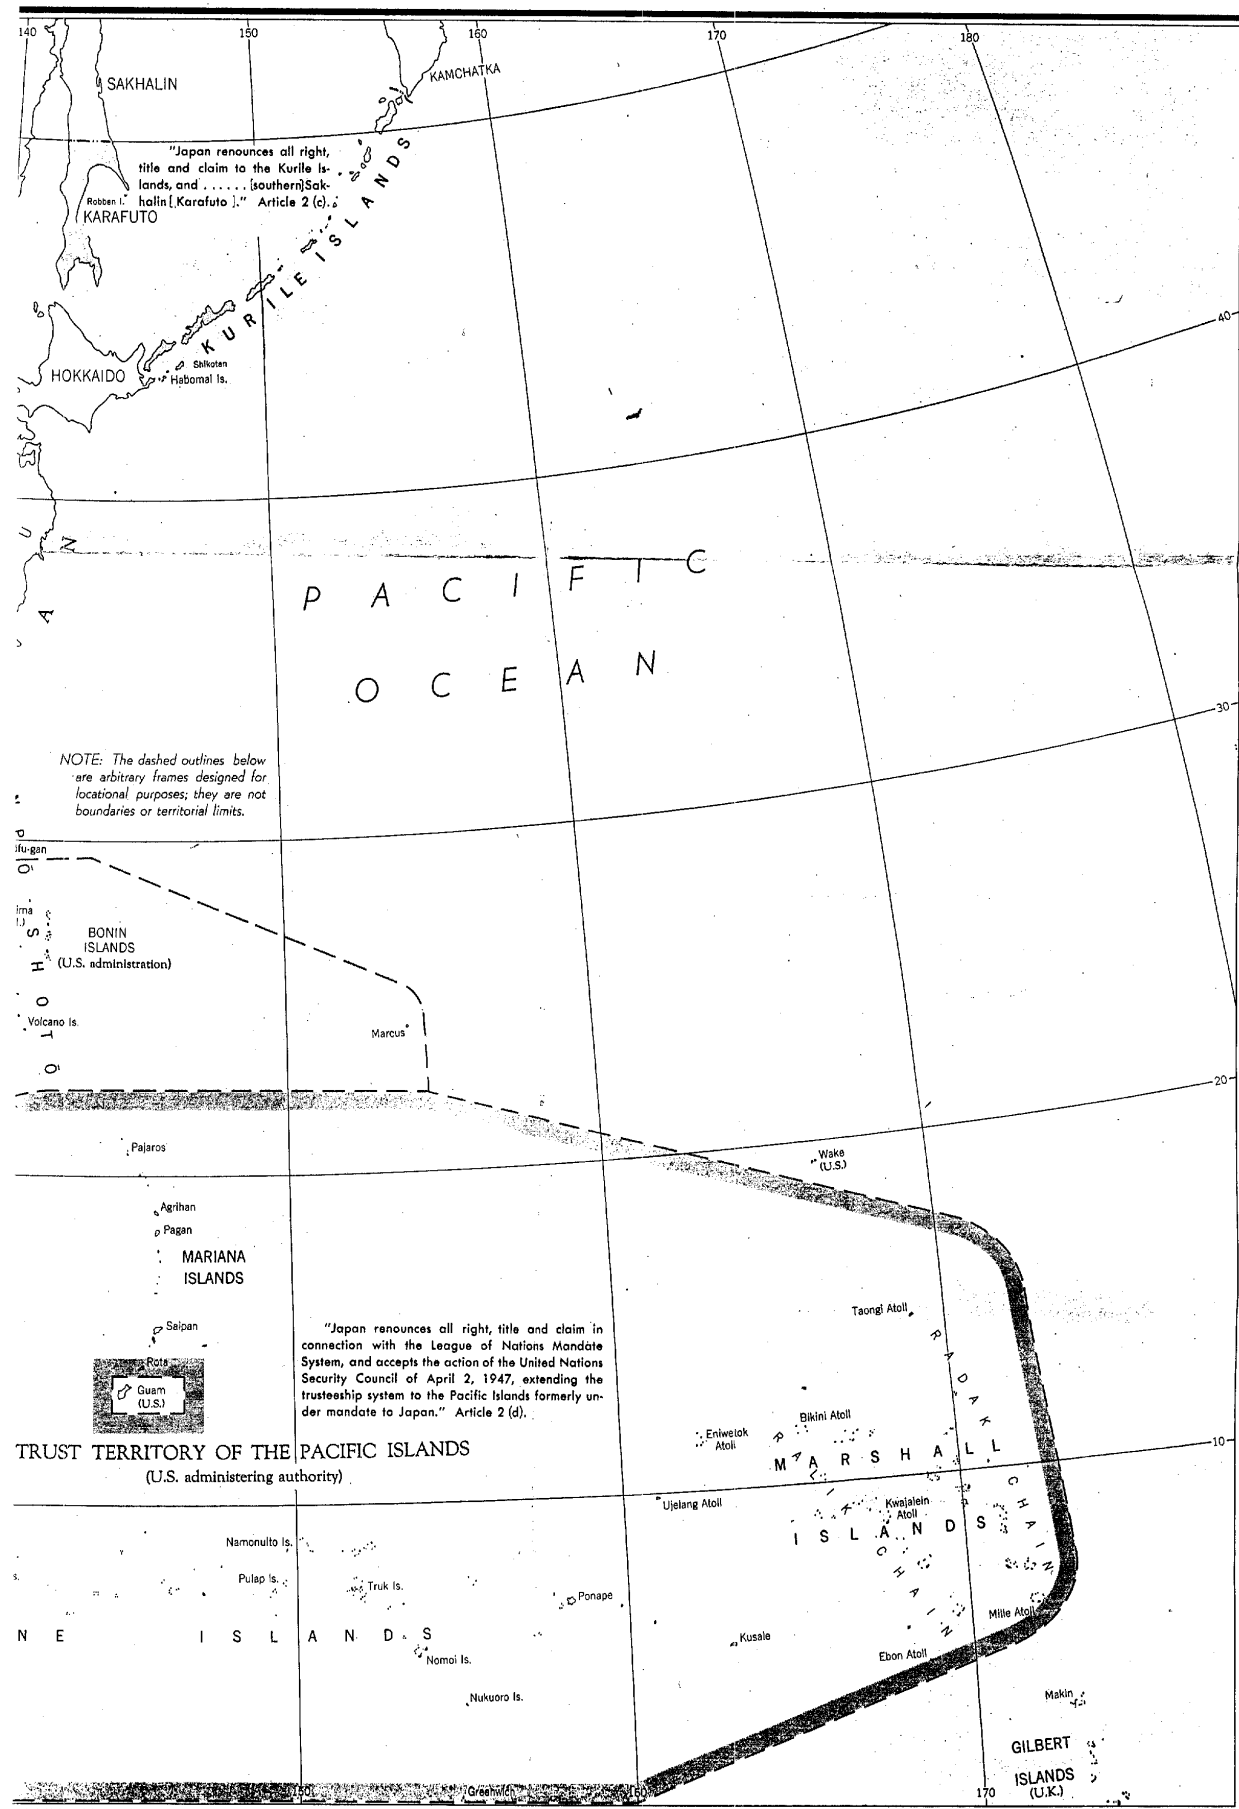 140 150 160 170 180
KAMCHATKA
SAKHALIN
"Japan renounces all right,
title and claim to the Kurile Is-
lands, and ...... [southern]Sak-
halin[,Karafuto ]." Article 2 (c).
Robben I.
KARAFUTO
KURILE ISLANDS
40
Shikotan
HOKKAIDO
Habomai Is.
PACIFIC
OCEAN
30
NOTE: The dashed outlines below
are arbitrary frames designed for
locational purposes; they are not
boundaries or territorial limits.
ifu-gan
BONIN
ISLANDS
(U.S. administration)
Volcano Is.
Marcus
20
Pajaros
Wake
(U.S.)
Agrihan
Pagan
MARIANA
ISLANDS
Taongi Atoll
Saipan
"Japan renounces all right, title and claim in
connection with the League of Nations Mandate
System, and accepts the action of the United Nations
Security Council of April 2, 1947, extending the
trusteeship system to the Pacific Islands formerly un-
der mandate to Japan." Article 2 (d).
Rota
Guam
(U.S.)
RADAK CHAIN
Bikini Atoll
Eniwetok
Atoll
RALIK CHAIN
MARSHALL
10
TRUST TERRITORY OF THE PACIFIC ISLANDS
(U.S. administering authority)
Ujelang Atoll
Kwajalein
Atoll
ISLANDS
Namonuito Is.
Pulap Is.
Truk Is.
Ponape
Mille Atoll
NE ISLANDS
Kusaie
Nomoi Is.
Ebon Atoll
Nukuoro Is.
Makin
GILBERT
ISLANDS
(U.K.)
Greenwich
150 160 170